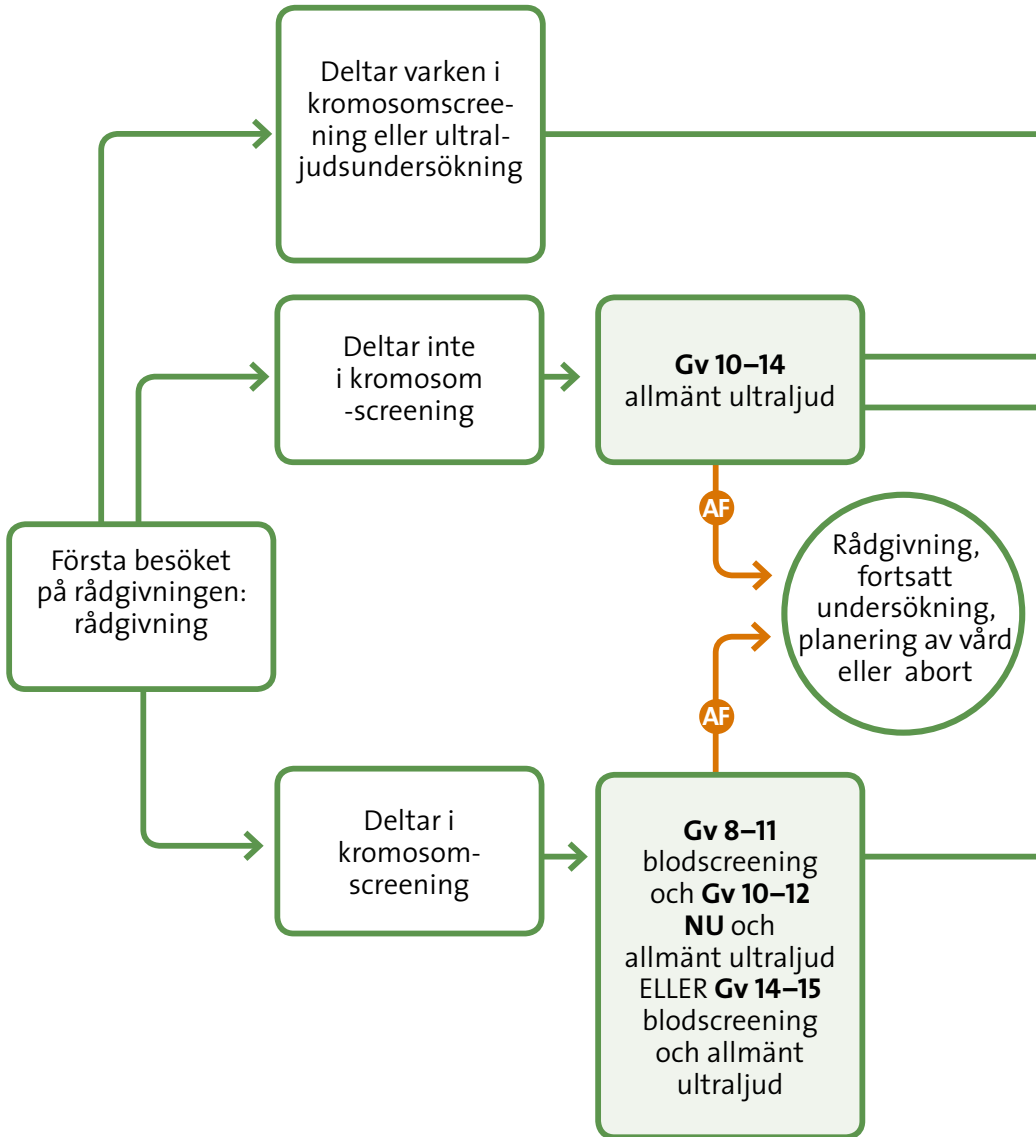 Deltar varken i
kromosomscree-
ning eller ultral-
judsundersökning
Deltar inte
i kromosom
-screening
Gv 10–14
allmänt ultraljud
AF
Första besöket
på rådgivningen:
rådgivning
Rådgivning,
fortsatt
undersökning,
planering av vård
eller abort
AF
Deltar i
kromosom-
screening
Gv 8–11
blodscreening
och Gv 10–12
NU och
allmänt ultraljud
ELLER Gv 14–15
blodscreening
och allmänt
ultraljud